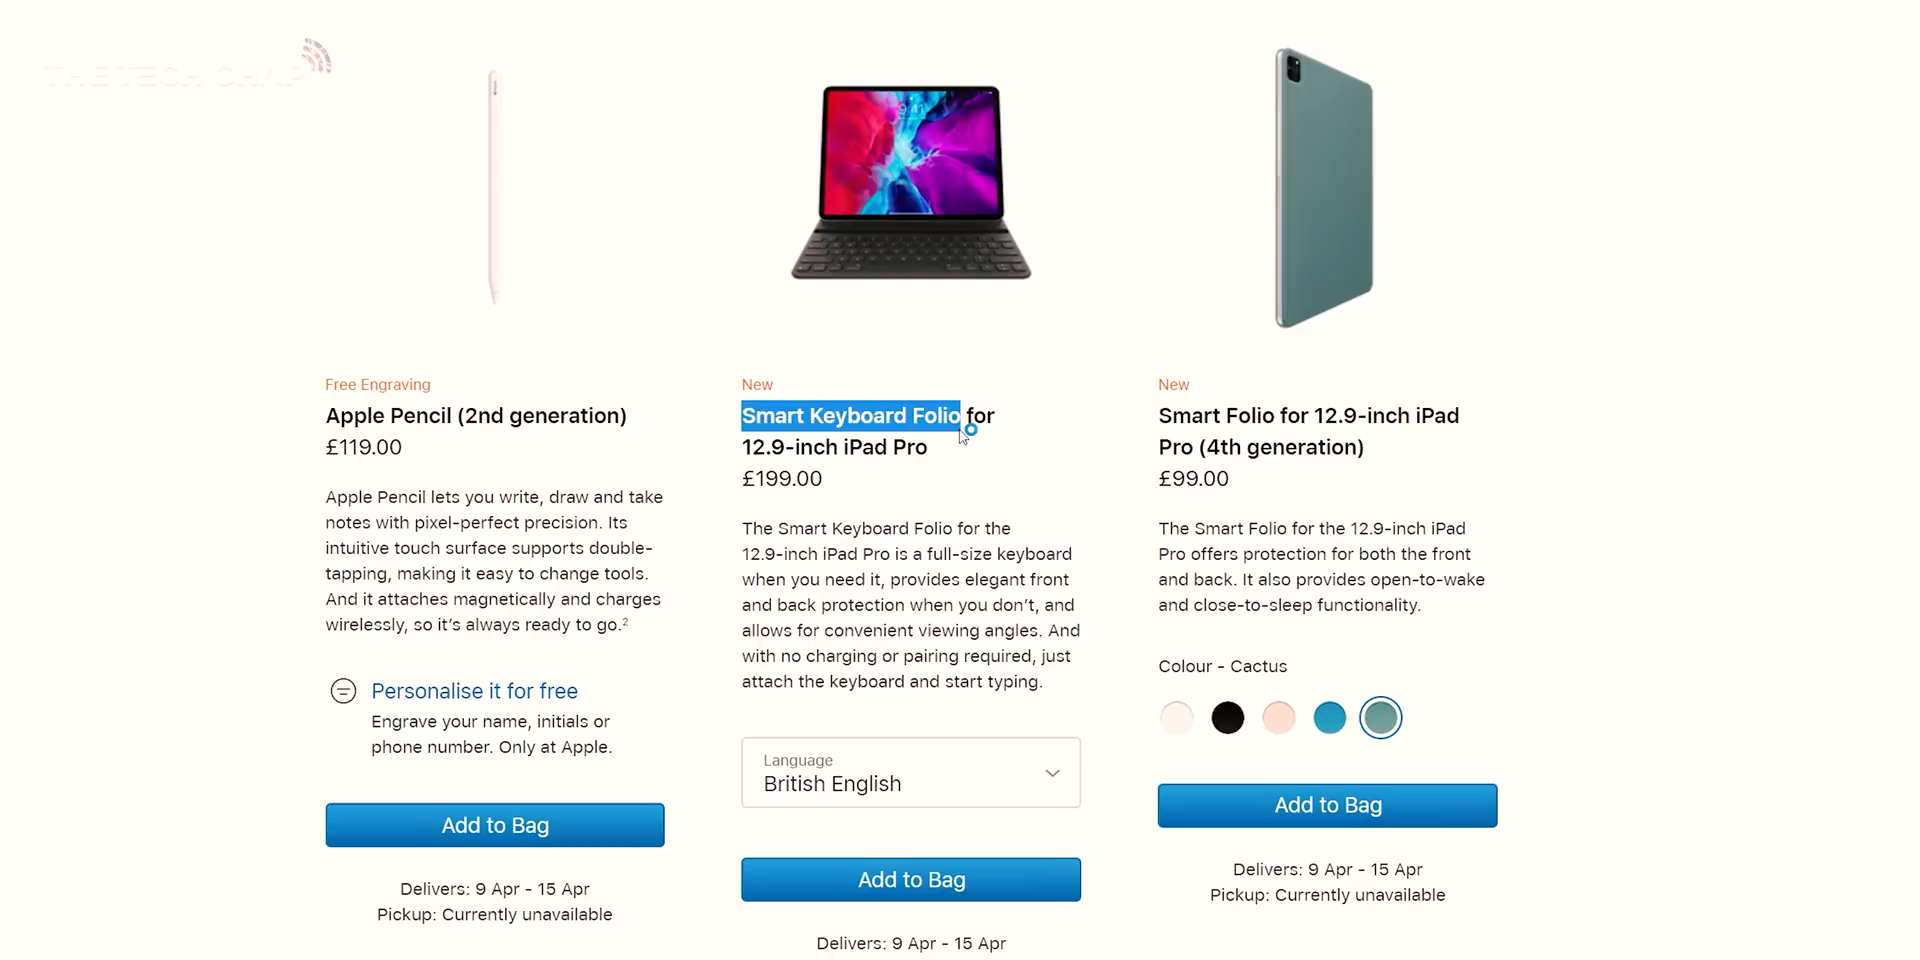 THE TECH CHAP
9:41
Free Engraving
Apple Pencil (2nd generation)
£119.00
Apple Pencil lets you write, draw and take
notes with pixel-perfect precision. Its
intuitive touch surface supports double-
tapping, making it easy to change tools.
And it attaches magnetically and charges
wirelessly, so it’s always ready to go.²
Personalise it for free
Engrave your name, initials or
phone number. Only at Apple.
Add to Bag
Delivers: 9 Apr - 15 Apr
Pickup: Currently unavailable
New
Smart Keyboard Folio for
12.9-inch iPad Pro
£199.00
The Smart Keyboard Folio for the
12.9-inch iPad Pro is a full-size keyboard
when you need it, provides elegant front
and back protection when you don’t, and
allows for convenient viewing angles. And
with no charging or pairing required, just
attach the keyboard and start typing.
Language
British English
Add to Bag
Delivers: 9 Apr - 15 Apr
New
Smart Folio for 12.9-inch iPad
Pro (4th generation)
£99.00
The Smart Folio for the 12.9-inch iPad
Pro offers protection for both the front
and back. It also provides open-to-wake
and close-to-sleep functionality.
Colour - Cactus
Add to Bag
Delivers: 9 Apr - 15 Apr
Pickup: Currently unavailable